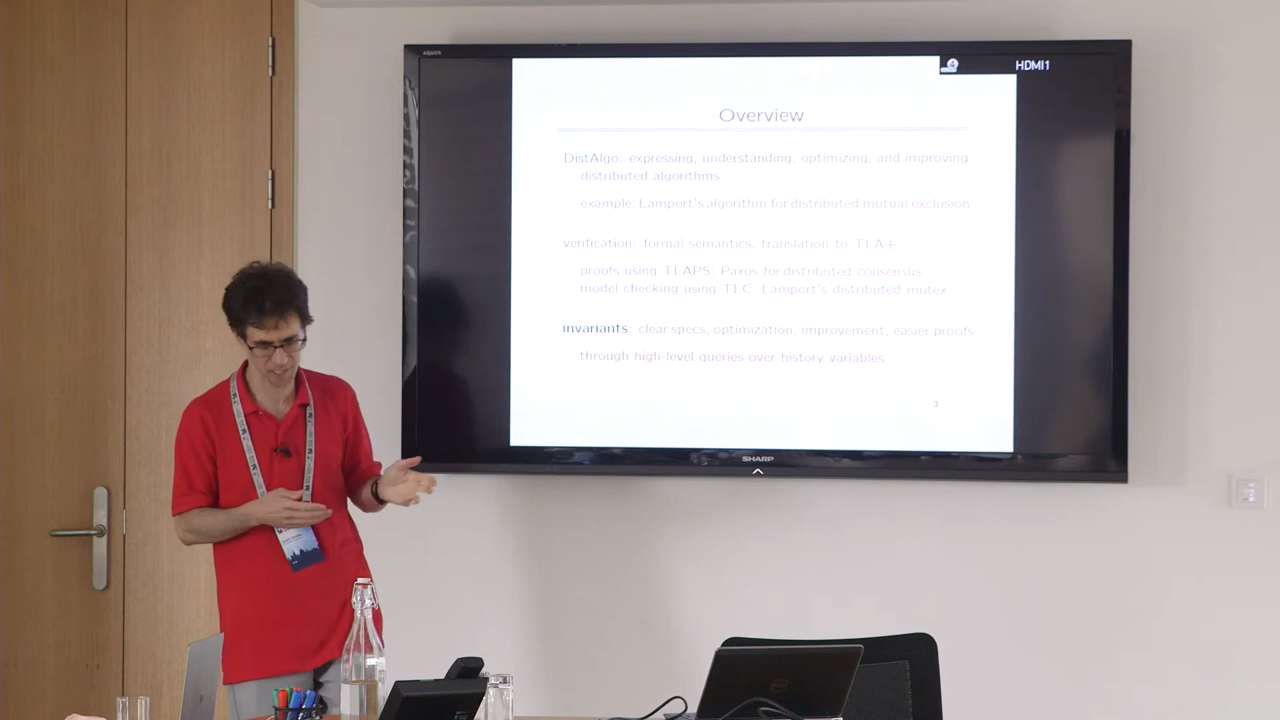 AQUOS
HDMI1
Overview
DistAlgo: expressing, understanding, optimizing, and improving
distributed algorithms
example: Lamport's algorithm for distributed mutual exclusion
verification: formal semantics, translation to TLA+
proofs using TLAPS: Paxos for distributed consensus
model checking using TLC: Lamport's distributed mutex
invariants: clear specs, optimization, improvement, easier proofs
through high-level queries over history variables
3
SHARP